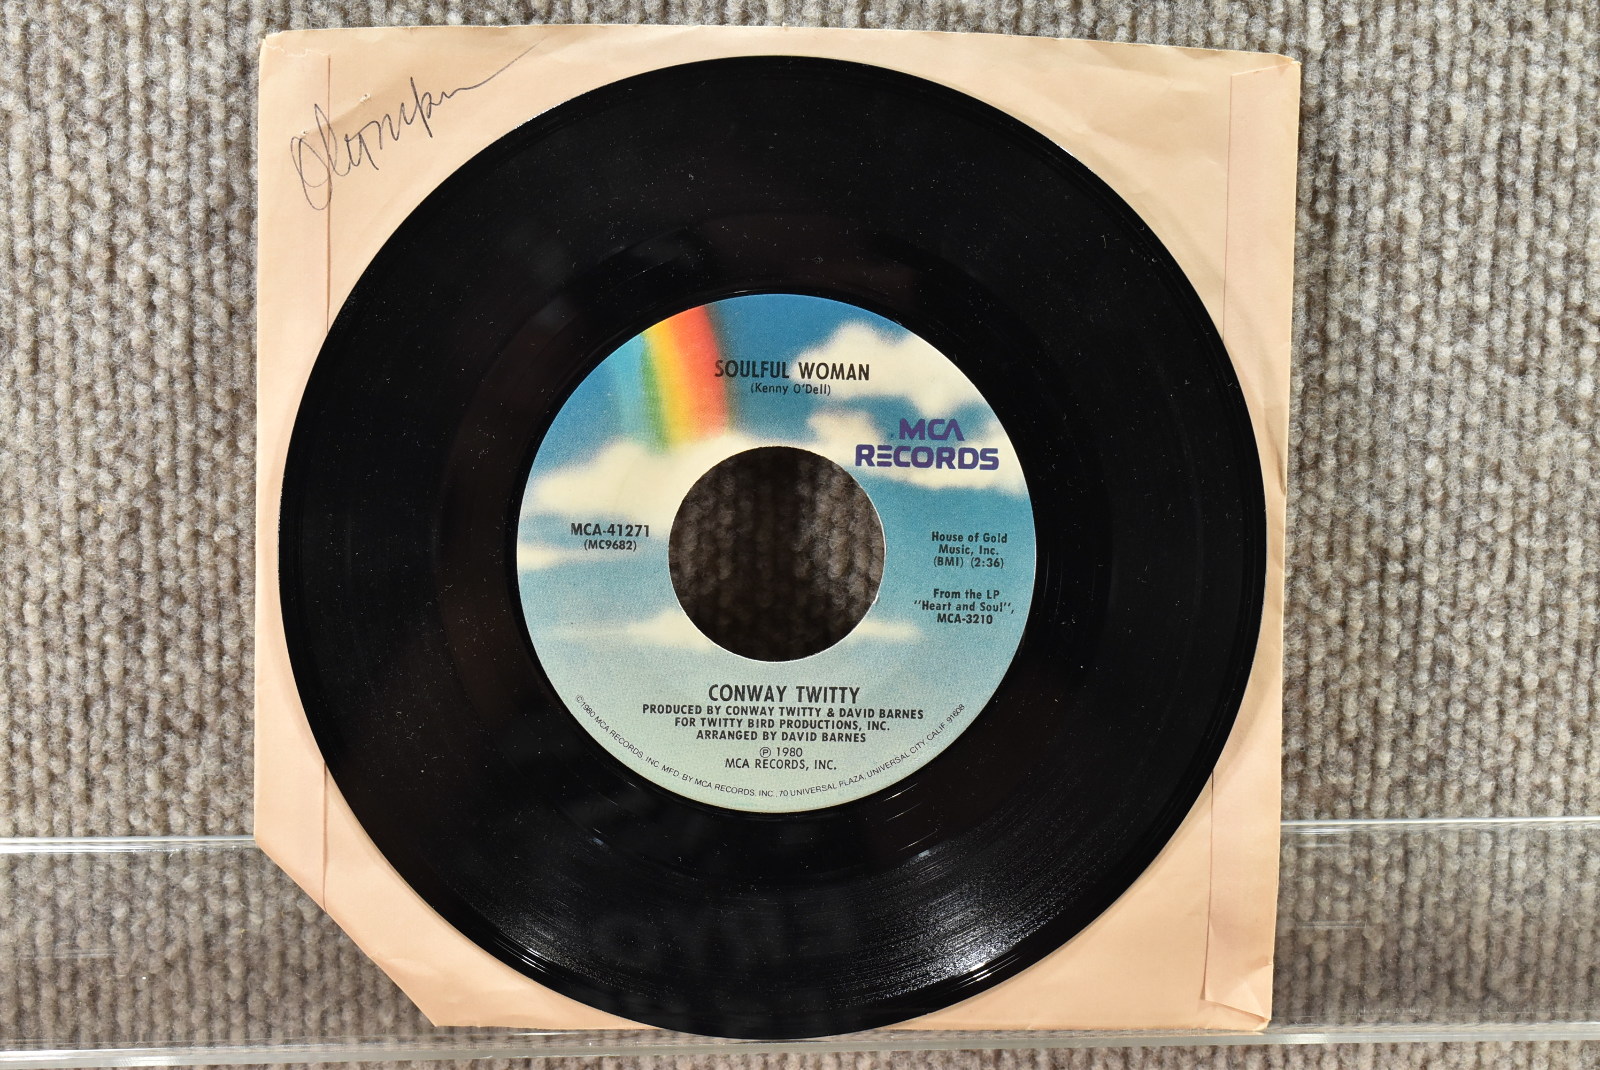 SOULFUL WOMAN
(Kenny O'Dell)
MCA
RECORDS
MCA-41271
(MC9682)
House of Gold
Music, Inc.
(BMI) (2:36)
From the LP
"Heart and Soul",
MCA-3210
CONWAY TWITTY
PRODUCED BY CONWAY TWITTY & DAVID BARNES
FOR TWITTY BIRD PRODUCTIONS, INC.
ARRANGED BY DAVID BARNES
℗ 1980
MCA RECORDS, INC.
©1980 MCA RECORDS, INC. MFD. BY MCA RECORDS, INC., 70 UNIVERSAL PLAZA, UNIVERSAL CITY, CALIF. 91608